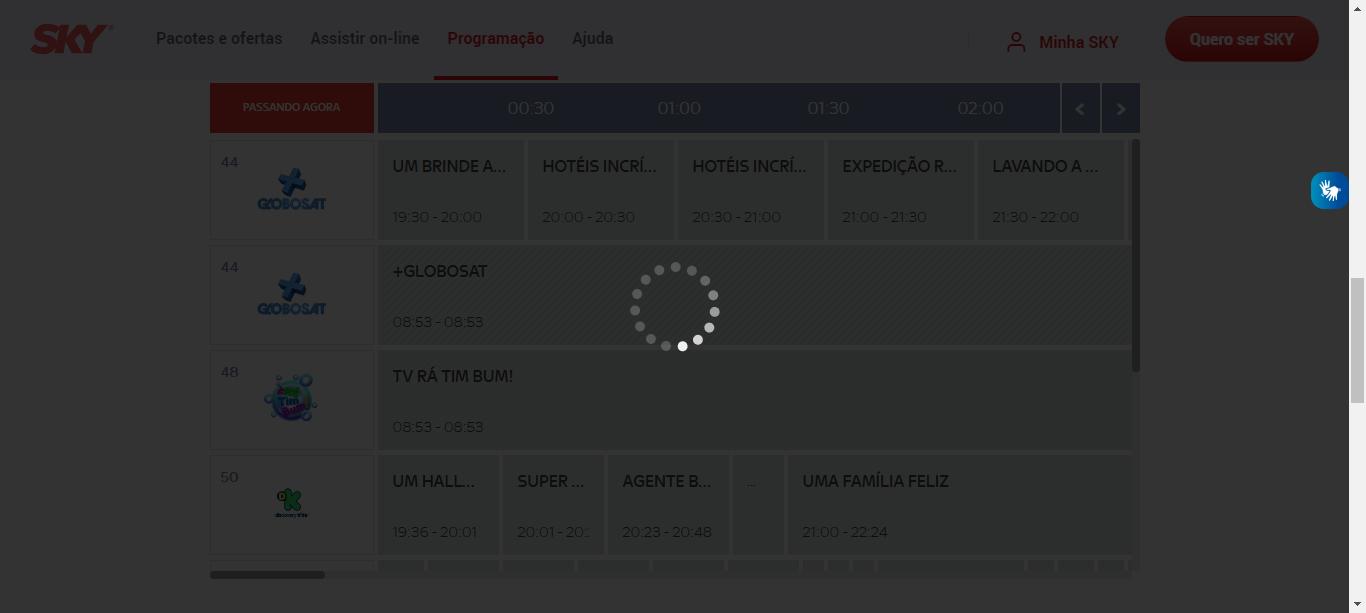 SKY
Pacotes e ofertas
Assistir on-line
Programação
Ajuda
Minha SKY
Quero ser SKY
PASSANDO AGORA
00:30
01:00
01:30
02:00
44
GLOBOSAT
UM BRINDE A...
19:30 - 20:00
HOTÉIS INCRÍ...
20:00 - 20:30
HOTÉIS INCRÍ...
20:30 - 21:00
EXPEDIÇÃO R...
21:00 - 21:30
LAVANDO A ...
21:30 - 22:00
44
GLOBOSAT
+GLOBOSAT
08:53 - 08:53
48
Tim
Bum
TV RÁ TIM BUM!
08:53 - 08:53
50
UM HALL...
19:36 - 20:01
SUPER ...
20:01 - 20:
AGENTE B...
20:23 - 20:48
...
UMA FAMÍLIA FELIZ
21:00 - 22:24